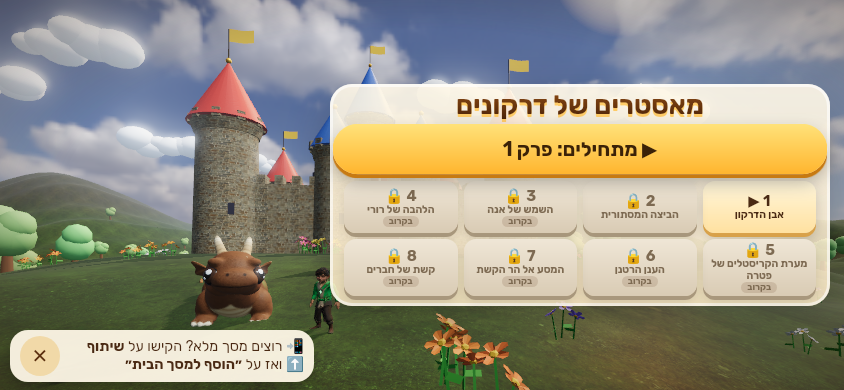 מאסטרים של דרקונים
▶ מתחילים: פרק 1
1 ▶
אבן הדרקון
2 🔒
הביצה המסתורית
3 🔒
השמש של אנה
בקרוב
4 🔒
הלהבה של רורי
בקרוב
5 🔒
מערת הקריסטלים של
פטרה
בקרוב
6 🔒
הענן הרטנן
בקרוב
7 🔒
המסע אל הר הקשת
בקרוב
8 🔒
קשת של חברים
בקרוב
📲 רוצים מסך מלא? הקישו על שיתוף
⬆️ ואז על ״הוסף למסך הבית״
✕